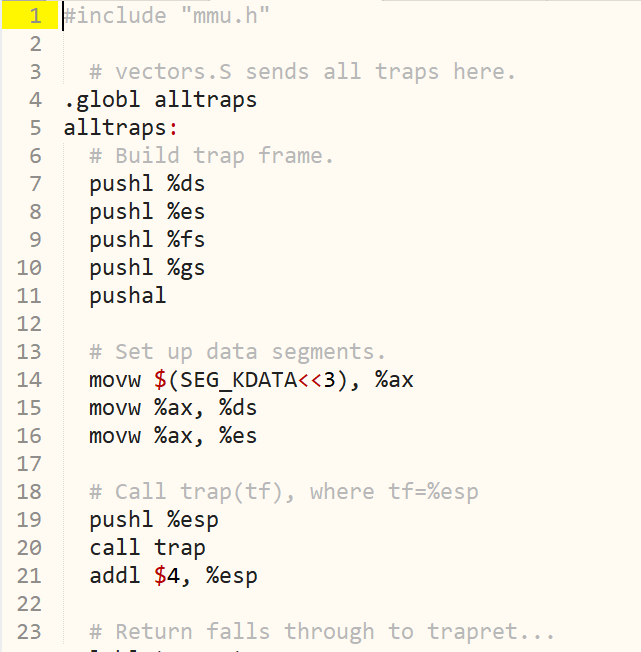 1 #include "mmu.h"
2
3 # vectors.S sends all traps here.
4 .globl alltraps
5 alltraps:
6 # Build trap frame.
7 pushl %ds
8 pushl %es
9 pushl %fs
10 pushl %gs
11 pushal
12
13 # Set up data segments.
14 movw $(SEG_KDATA<<3), %ax
15 movw %ax, %ds
16 movw %ax, %es
17
18 # Call trap(tf), where tf=%esp
19 pushl %esp
20 call trap
21 addl $4, %esp
22
23 # Return falls through to trapret...